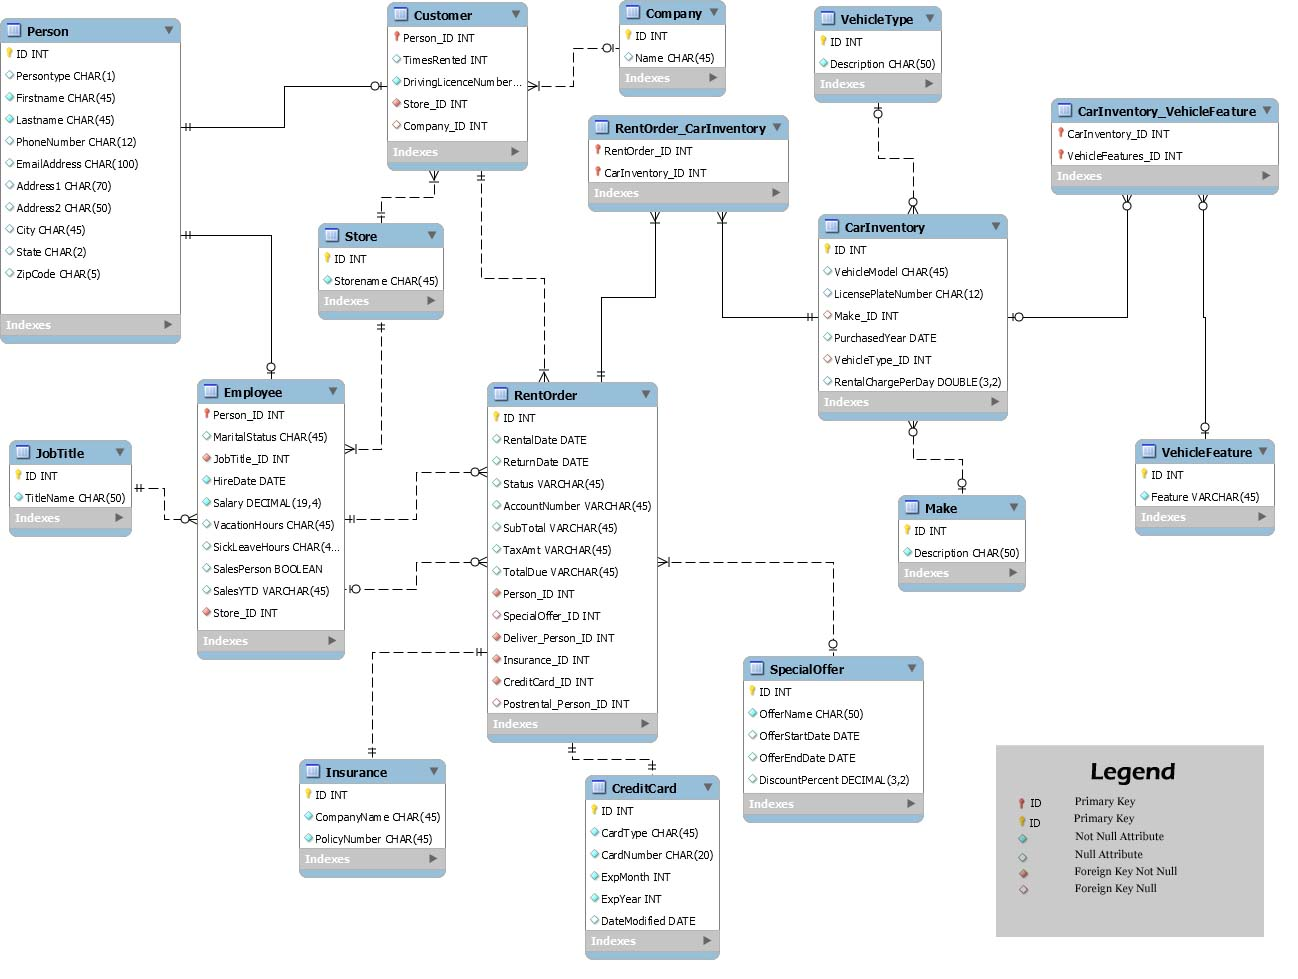 Person
ID INT
Persontype CHAR(1)
Firstname CHAR(45)
Lastname CHAR(45)
PhoneNumber CHAR(12)
EmailAddress CHAR(100)
Address1 CHAR(70)
Address2 CHAR(50)
City CHAR(45)
State CHAR(2)
ZipCode CHAR(5)
Indexes
Customer
Person_ID INT
TimesRented INT
DrivingLicenceNumber...
Store_ID INT
Company_ID INT
Indexes
Company
ID INT
Name CHAR(45)
Indexes
VehicleType
ID INT
Description CHAR(50)
Indexes
RentOrder_CarInventory
RentOrder_ID INT
CarInventory_ID INT
Indexes
CarInventory_VehicleFeature
CarInventory_ID INT
VehicleFeatures_ID INT
Indexes
Store
ID INT
Storename CHAR(45)
Indexes
CarInventory
ID INT
VehicleModel CHAR(45)
LicensePlateNumber CHAR(12)
Make_ID INT
PurchasedYear DATE
VehicleType_ID INT
RentalChargePerDay DOUBLE(3,2)
Indexes
Employee
Person_ID INT
MaritalStatus CHAR(45)
JobTitle_ID INT
HireDate DATE
Salary DECIMAL(19,4)
VacationHours CHAR(45)
SickLeaveHours CHAR(4...
SalesPerson BOOLEAN
SalesYTD VARCHAR(45)
Store_ID INT
Indexes
JobTitle
ID INT
TitleName CHAR(50)
Indexes
RentOrder
ID INT
RentalDate DATE
ReturnDate DATE
Status VARCHAR(45)
AccountNumber VARCHAR(45)
SubTotal VARCHAR(45)
TaxAmt VARCHAR(45)
TotalDue VARCHAR(45)
Person_ID INT
SpecialOffer_ID INT
Deliver_Person_ID INT
Insurance_ID INT
CreditCard_ID INT
Postrental_Person_ID INT
Indexes
VehicleFeature
ID INT
Feature VARCHAR(45)
Indexes
Make
ID INT
Description CHAR(50)
Indexes
SpecialOffer
ID INT
OfferName CHAR(50)
OfferStartDate DATE
OfferEndDate DATE
DiscountPercent DECIMAL(3,2)
Indexes
Insurance
ID INT
CompanyName CHAR(45)
PolicyNumber CHAR(45)
Indexes
CreditCard
ID INT
CardType CHAR(45)
CardNumber CHAR(20)
ExpMonth INT
ExpYear INT
DateModified DATE
Indexes
Legend
ID Primary Key
ID Primary Key
Not Null Attribute
Null Attribute
Foreign Key Not Null
Foreign Key Null